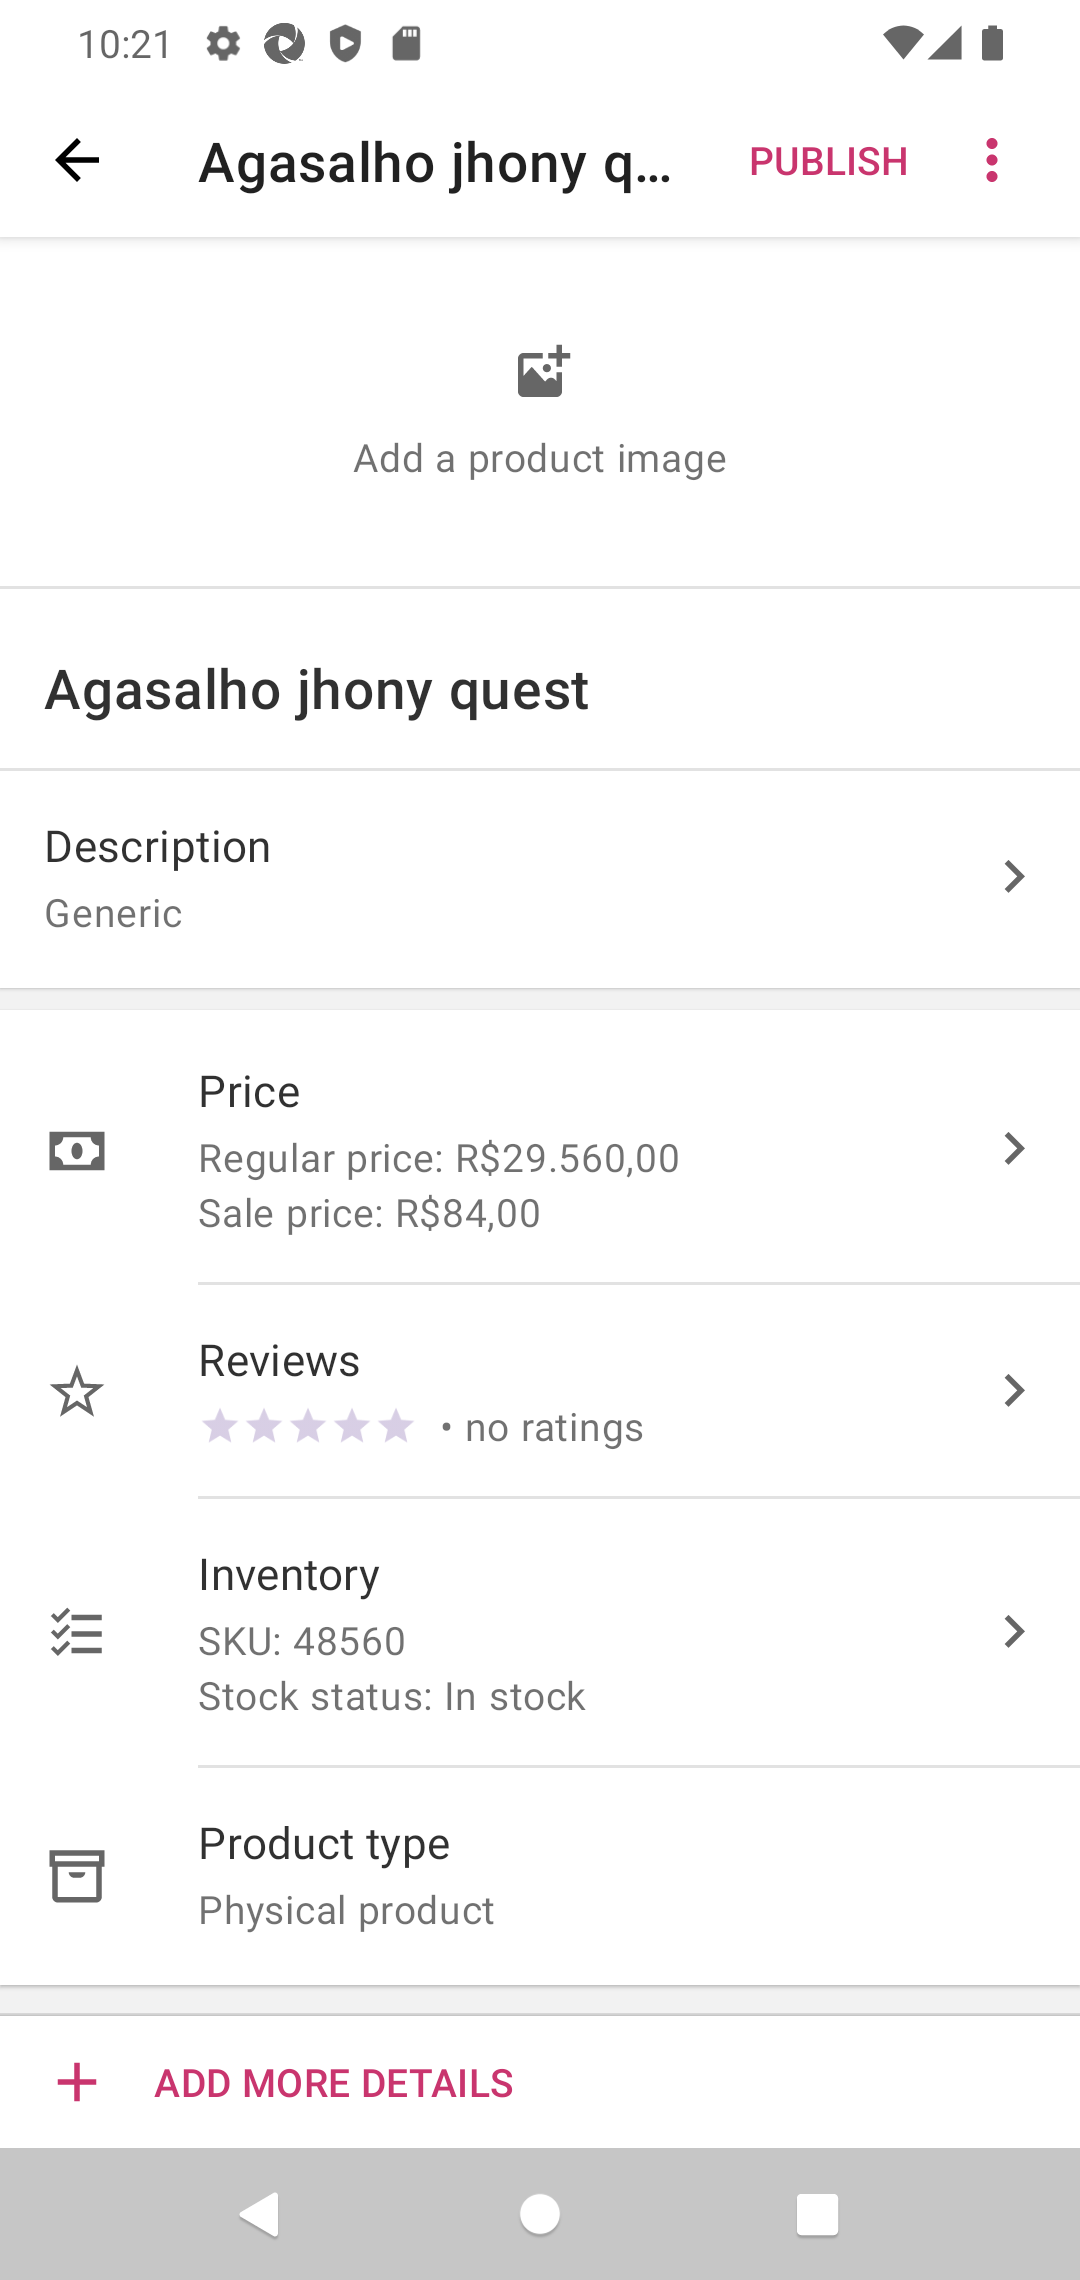 10:21
Agasalho jhony q...
PUBLISH
Add a product image
Agasalho jhony quest
Description
Generic
Price
Regular price: R$29.560,00
Sale price: R$84,00
Reviews
• no ratings
Inventory
SKU: 48560
Stock status: In stock
Product type
Physical product
ADD MORE DETAILS